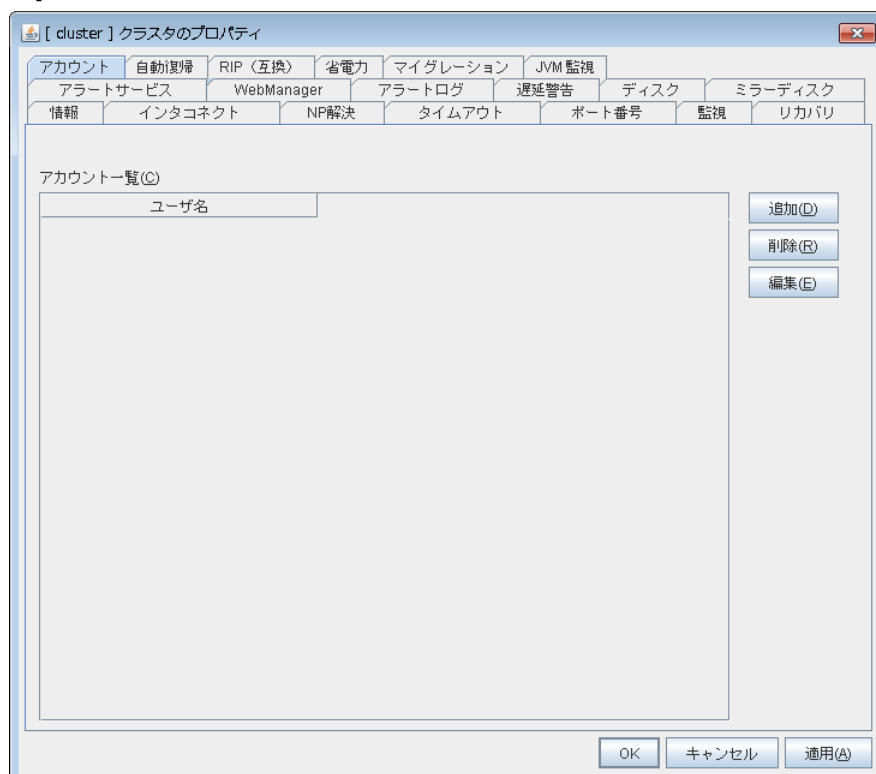 [ cluster ] クラスタのプロパティ
アカウント 自動復帰 RIP（互換） 省電力 マイグレーション JVM 監視
アラートサービス WebManager アラートログ 遅延警告 ディスク ミラーディスク
情報 インタコネクト NP解決 タイムアウト ポート番号 監視 リカバリ
アカウント一覧(C)
ユーザ名
追加(D)
削除(R)
編集(E)
OK キャンセル 適用(A)